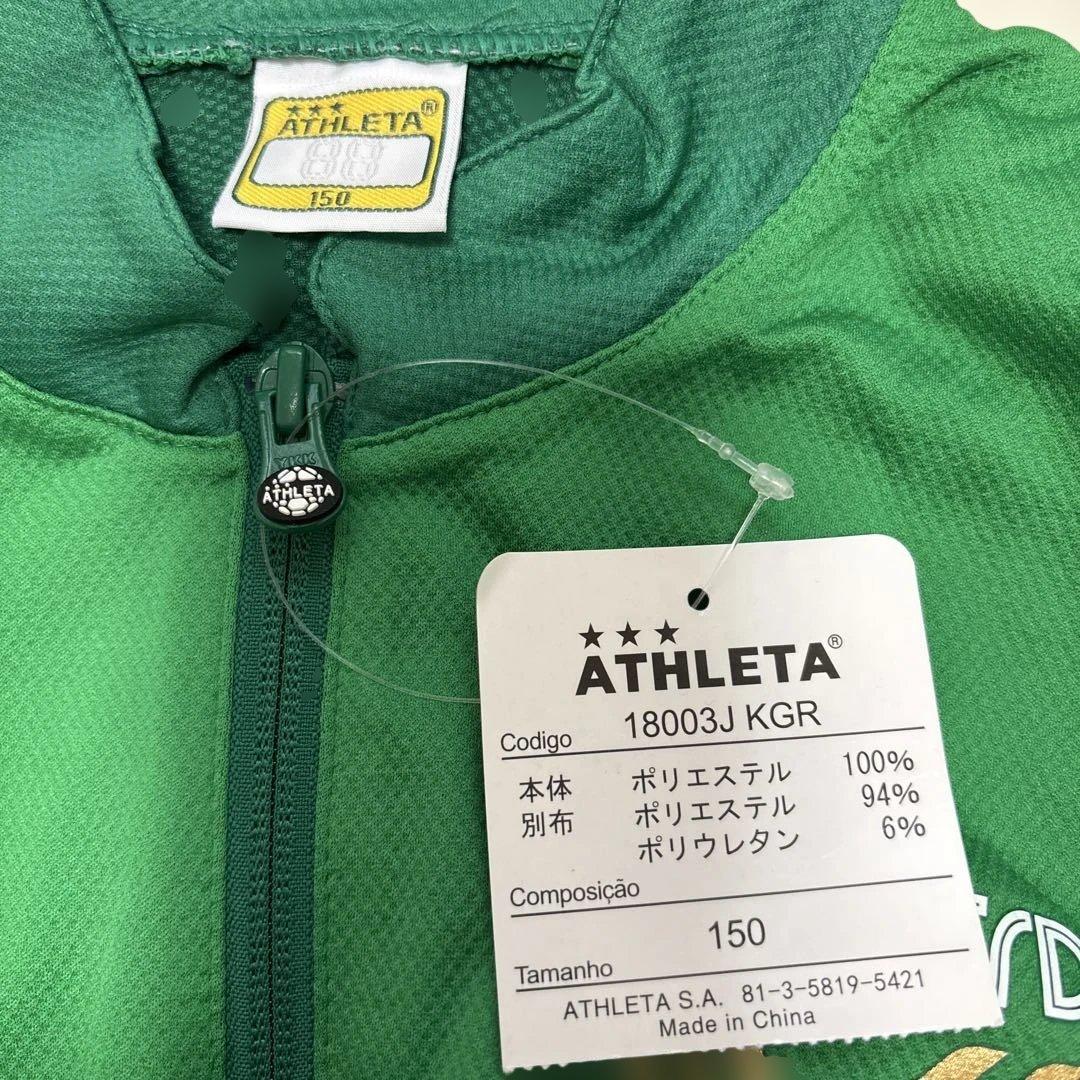 ★★★
ATHLETA®
88
150
YKK
ATHLETA
★★★
ATHLETA®
Codigo 18003J KGR
本体 ポリエステル 100%
別布 ポリエステル 94%
ポリウレタン 6%
Composição
150
Tamanho
ATHLETA S.A. 81-3-5819-5421
Made in China